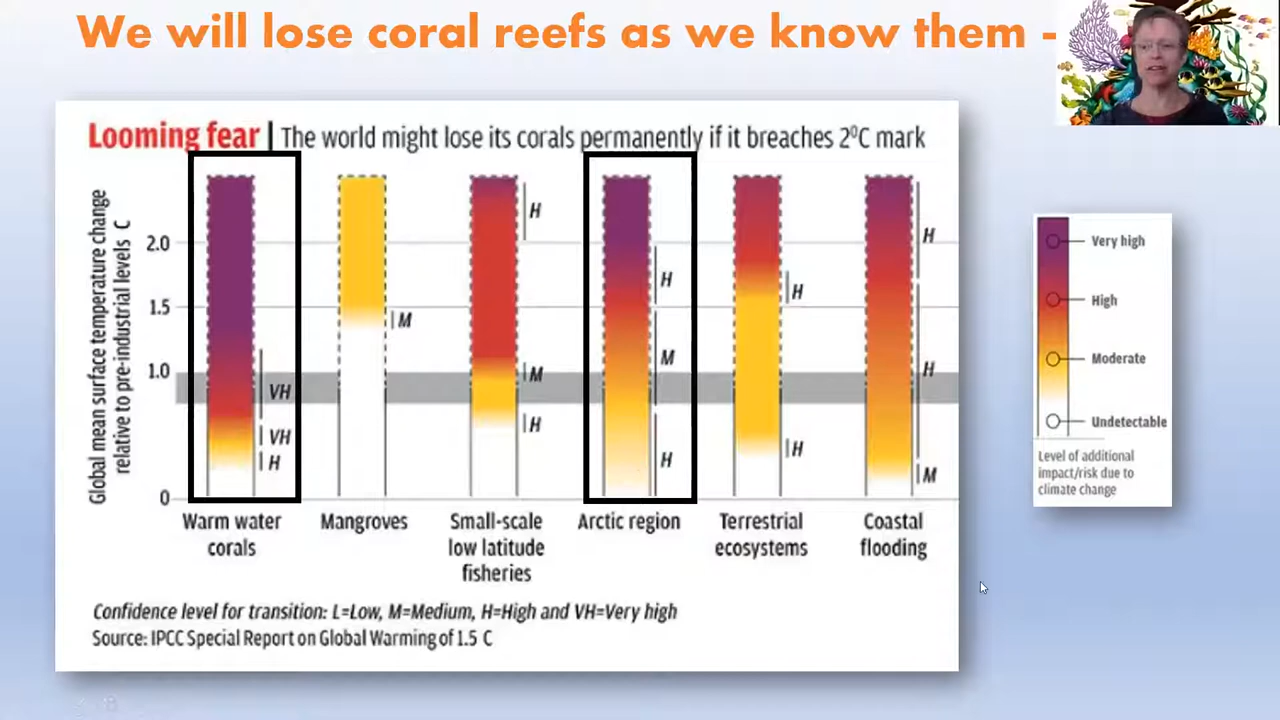 We will lose coral reefs as we know them -
Looming fear | The world might lose its corals permanently if it breaches 2⁰C mark
Global mean surface temperature change
relative to pre-industrial levels C
2.0
1.5
1.0
0
VH
VH
H
M
H
M
H
H
M
H
H
H
H
H
M
Warm water
corals
Mangroves
Small-scale
low latitude
fisheries
Arctic region
Terrestrial
ecosystems
Coastal
flooding
Confidence level for transition: L=Low, M=Medium, H=High and VH=Very high
Source: IPCC Special Report on Global Warming of 1.5 C
Very high
High
Moderate
Undetectable
Level of additional
impact/risk due to
climate change